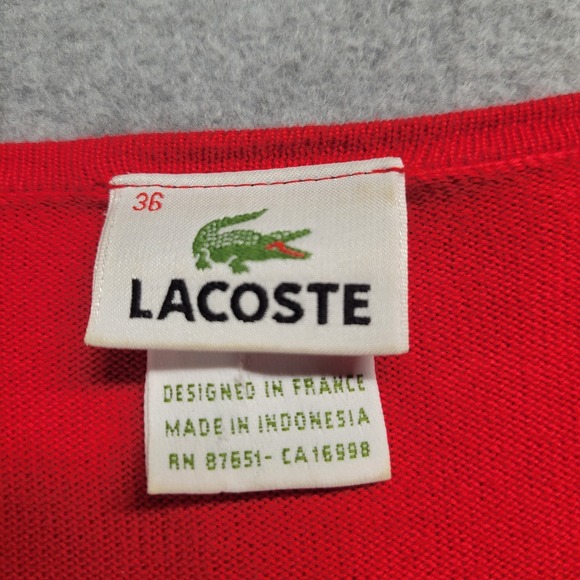 36
LACOSTE
DESIGNED IN FRANCE
MADE IN INDONESIA
RN 87651- CA16998